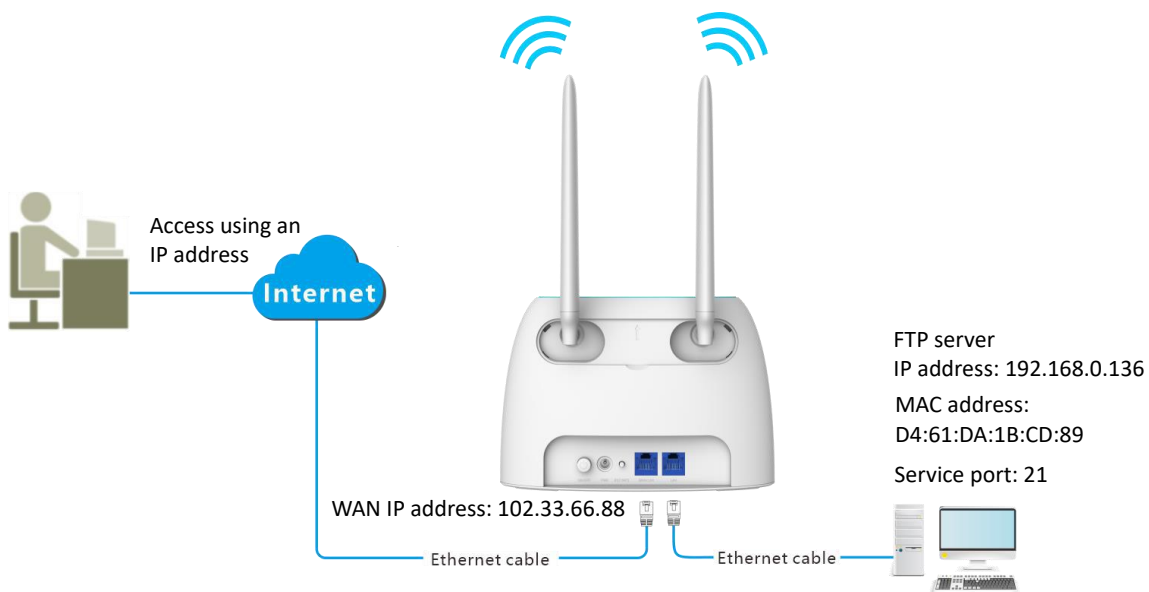 Access using an
IP address
Internet
FTP server
IP address: 192.168.0.136
MAC address:
D4:61:DA:1B:CD:89
Service port: 21
WAN IP address: 102.33.66.88
Ethernet cable
Ethernet cable